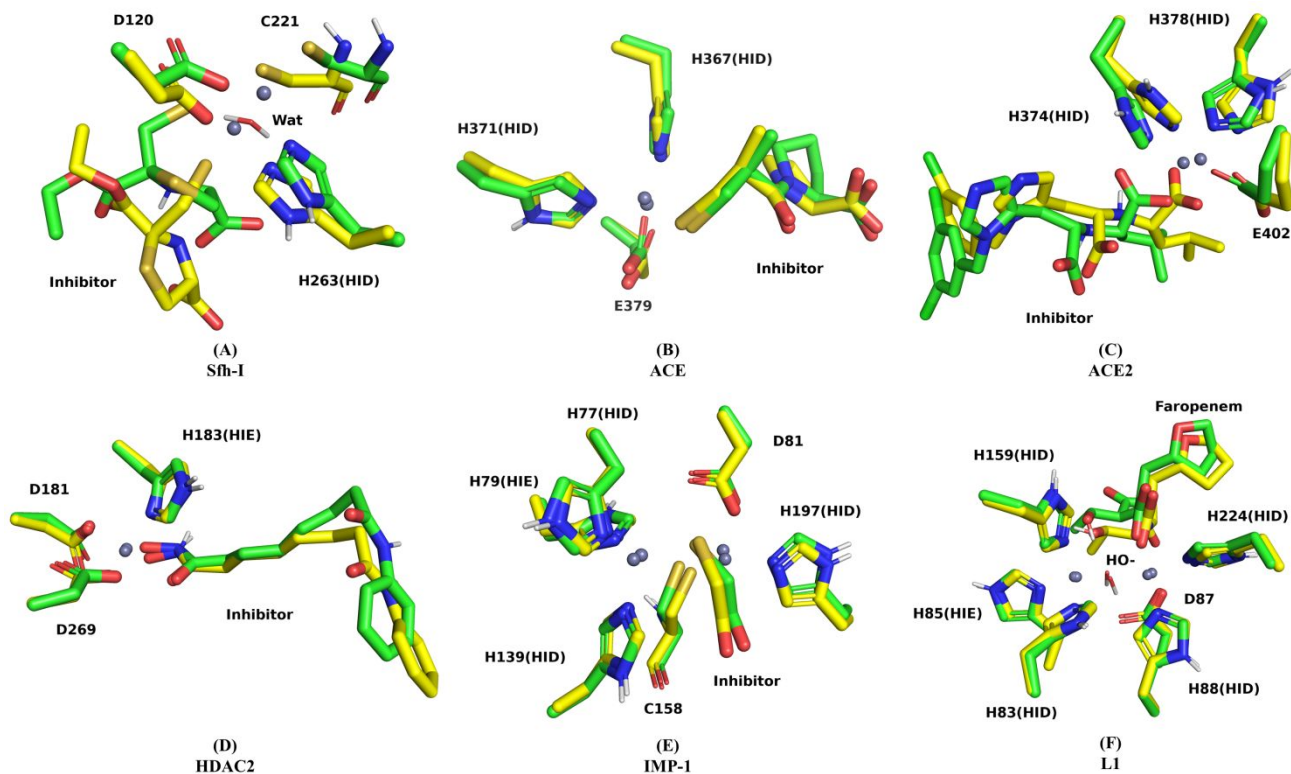 D120
C221
Wat
Inhibitor
H263(HID)
(A)
Sfh-I
H367(HID)
H371(HID)
E379
Inhibitor
(B)
ACE
H378(HID)
H374(HID)
E402
Inhibitor
(C)
ACE2
H183(HIE)
D181
D269
Inhibitor
(D)
HDAC2
H77(HID)
D81
H79(HIE)
H197(HID)
H139(HID)
C158
Inhibitor
(E)
IMP-1
Faropenem
H159(HID)
H224(HID)
HO-
H85(HIE)
D87
H83(HID)
H88(HID)
(F)
L1